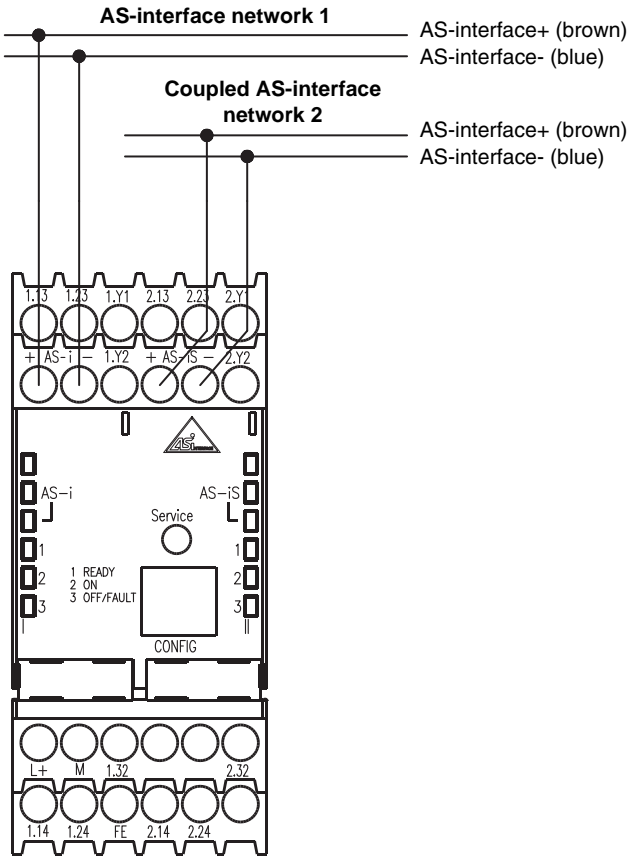 AS-interface network 1
AS-interface+ (brown)
AS-interface- (blue)
Coupled AS-interface
network 2
AS-interface+ (brown)
AS-interface- (blue)
1.13 1.23 1.Y1 2.13 2.23 2.Y1
+ AS-i - 1.Y2 + AS-iS - 2.Y2
AS-i AS-iS
Service
1 1
2 2
3 3
1 READY
2 ON
3 OFF/FAULT
I II
CONFIG
L+ M 1.32 2.32
1.14 1.24 FE 2.14 2.24